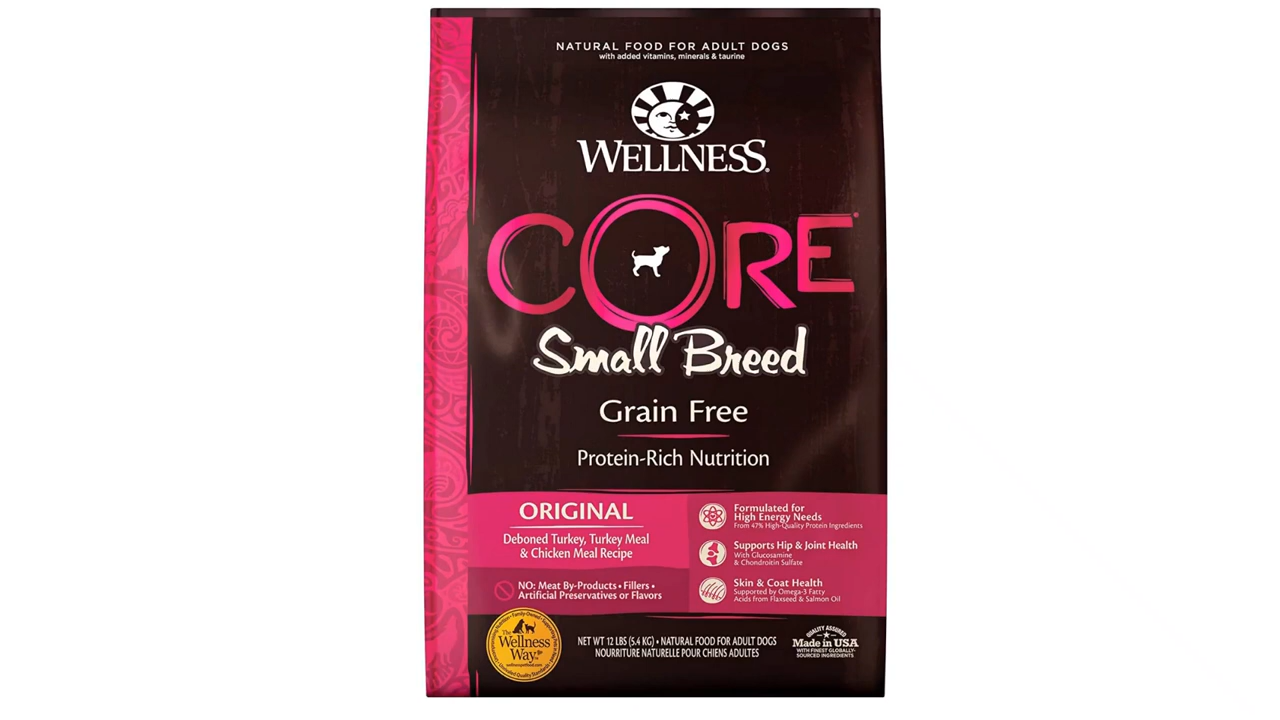 NATURAL FOOD FOR ADULT DOGS
with added vitamins, minerals & taurine
WELLNESS®
CORE®
Small Breed
Grain Free
Protein-Rich Nutrition
ORIGINAL
Deboned Turkey, Turkey Meal
& Chicken Meal Recipe
NO: Meat By-Products • Fillers •
Artificial Preservatives or Flavors
Formulated for
High Energy Needs
From 47% High-Quality Protein Ingredients
Supports Hip & Joint Health
With Glucosamine
& Chondroitin Sulfate
Skin & Coat Health
Supported by Omega-3 Fatty
Acids from Flaxseed & Salmon Oil
The
Wellness
Way
wellnesspetfood.com
NET WT 12 LBS (5.4 KG) • NATURAL FOOD FOR ADULT DOGS
NOURRITURE NATURELLE POUR CHIENS ADULTES
QUALITY ASSURED
Made in USA
WITH FINEST GLOBALLY-
SOURCED INGREDIENTS